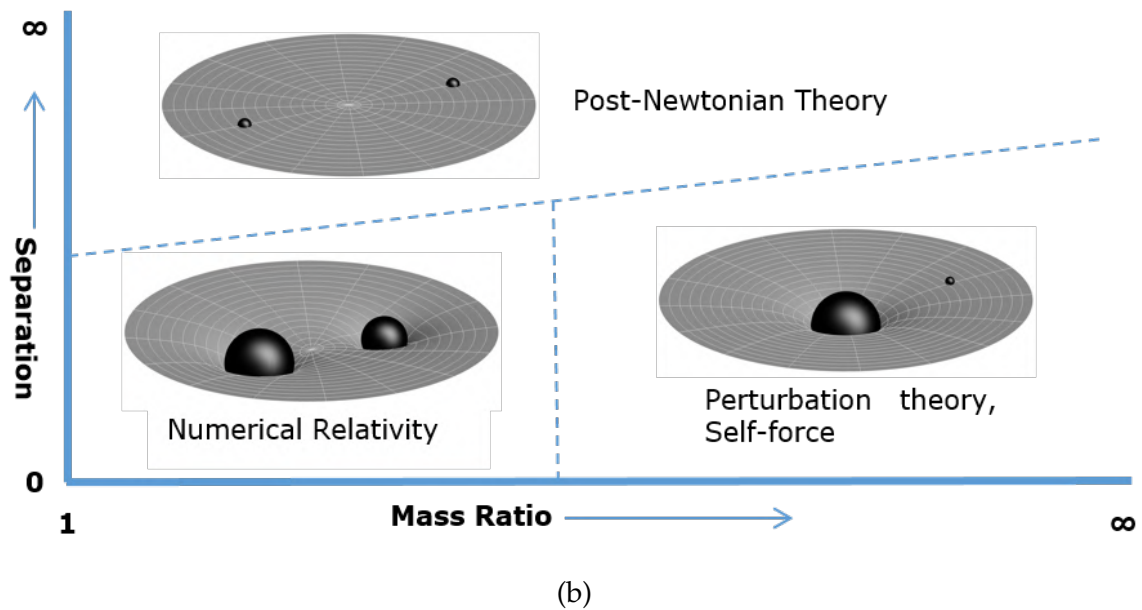 ∞
Post-Newtonian Theory
Separation
Numerical Relativity
Perturbation theory,
Self-force
0
1
Mass Ratio
∞
(b)